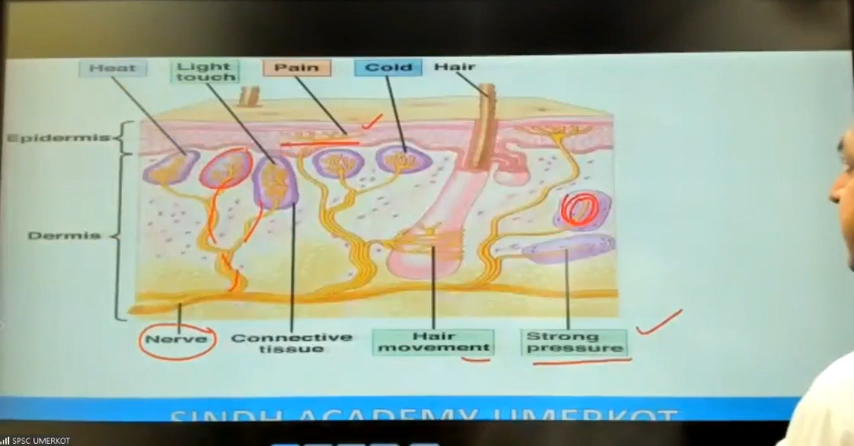 Heat
Light
touch
Pain
Cold
Hair
Epidermis
Dermis
Nerve
Connective
tissue
Hair
movement
Strong
pressure
SINDH ACADEMY UMERKOT
SPSC UMERKOT